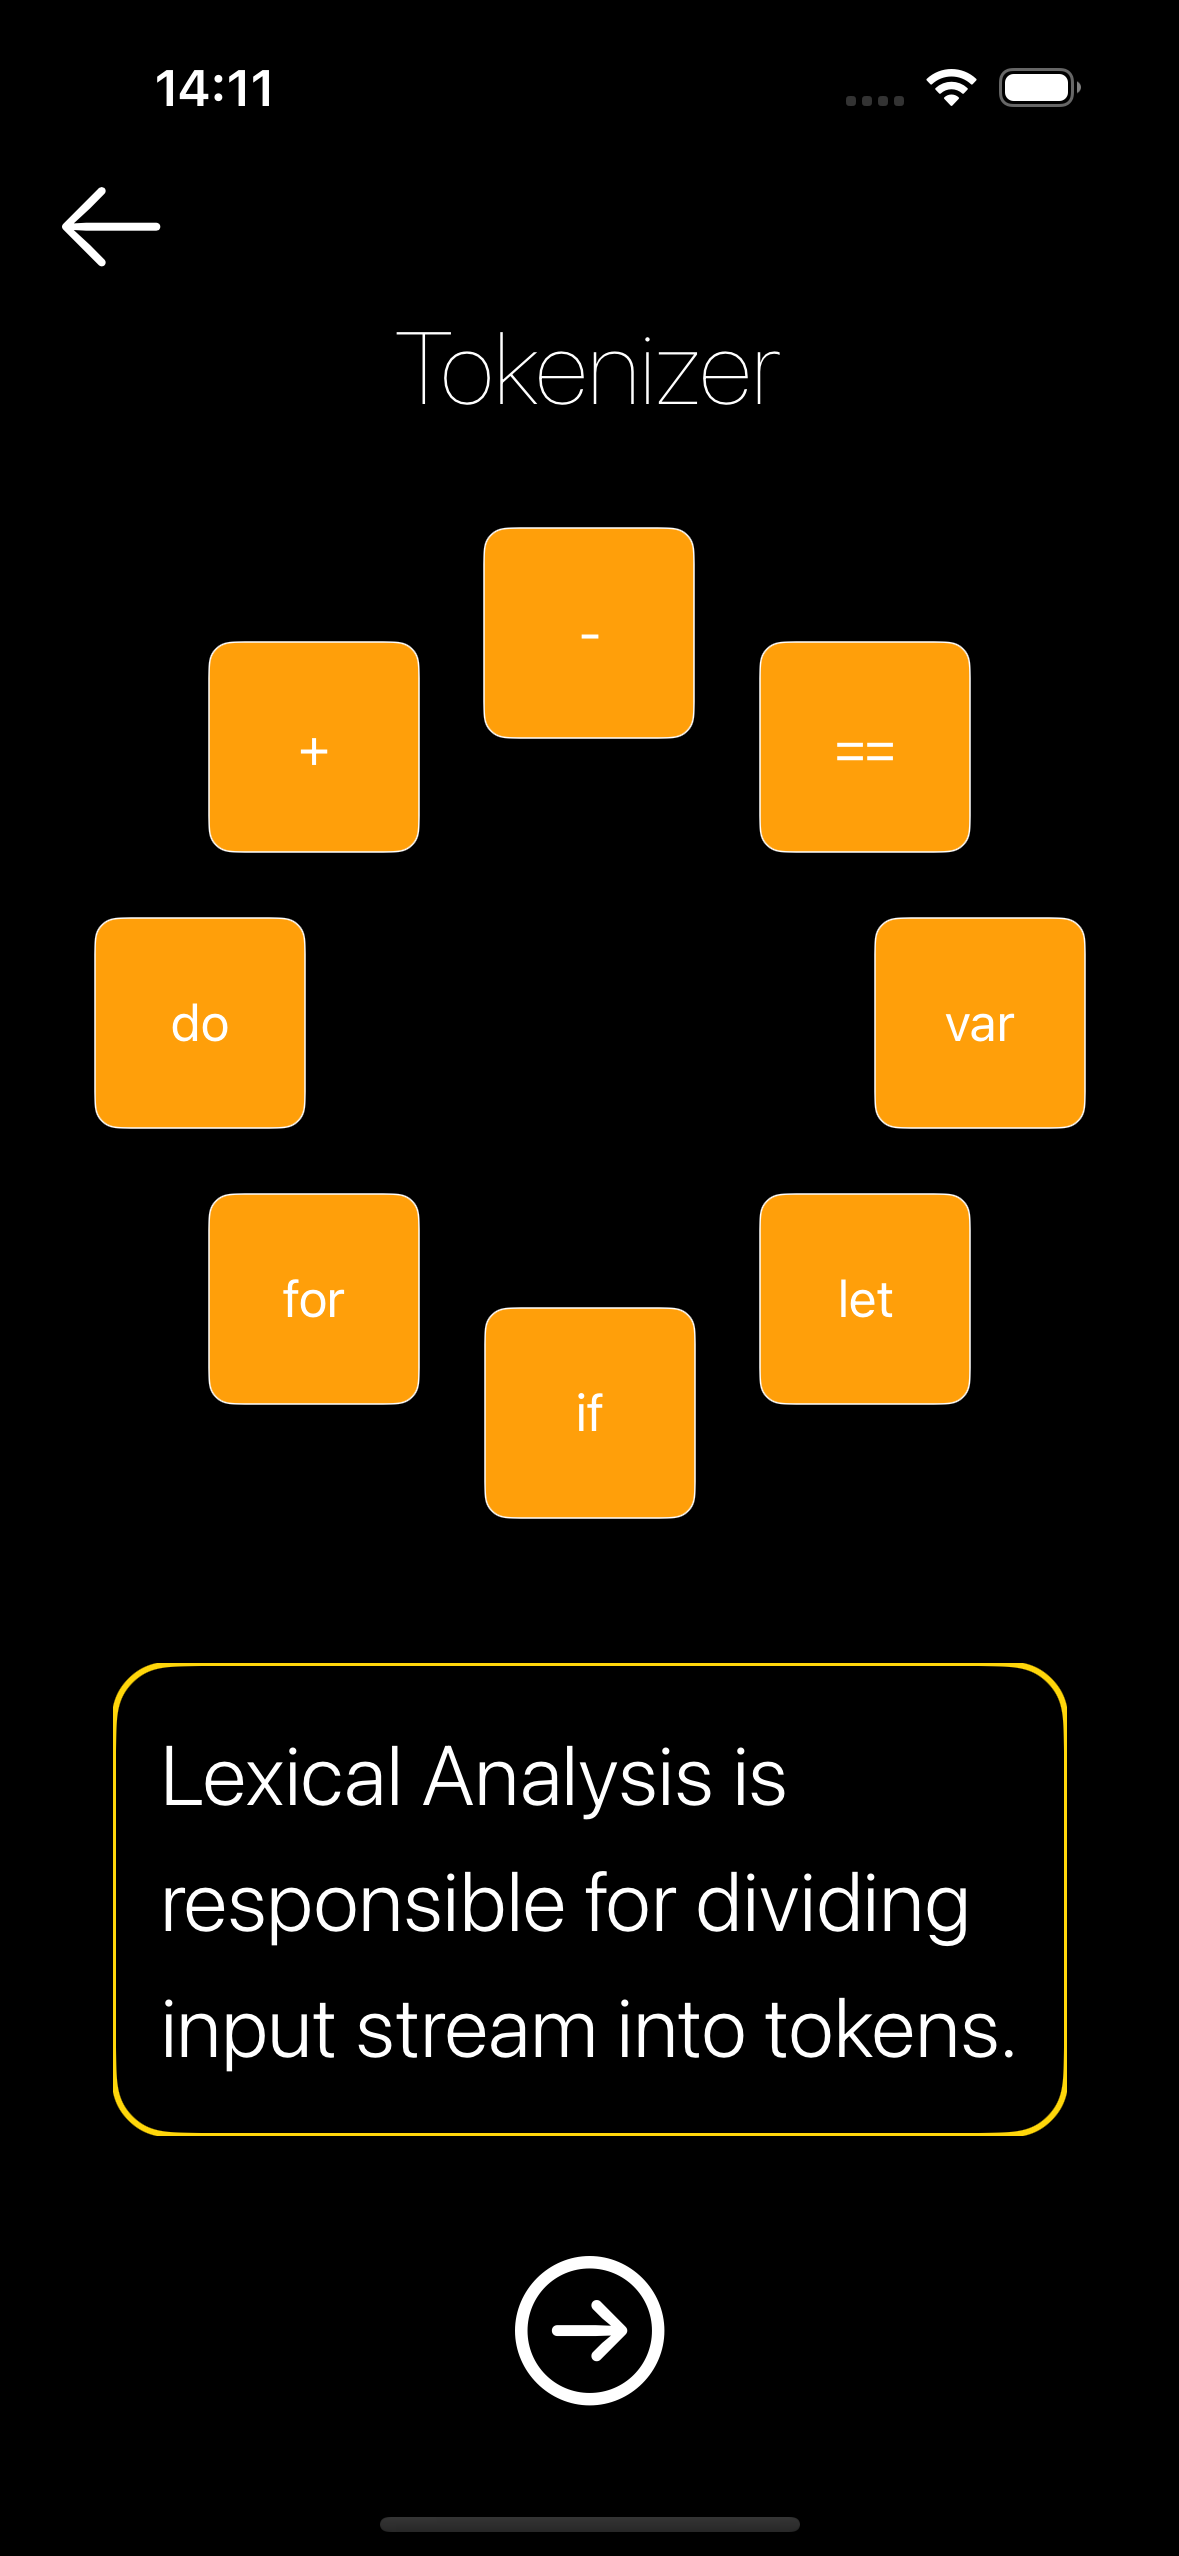 14:11
Tokenizer
-
+
==
do
var
for
let
if
Lexical Analysis is
responsible for dividing
input stream into tokens.